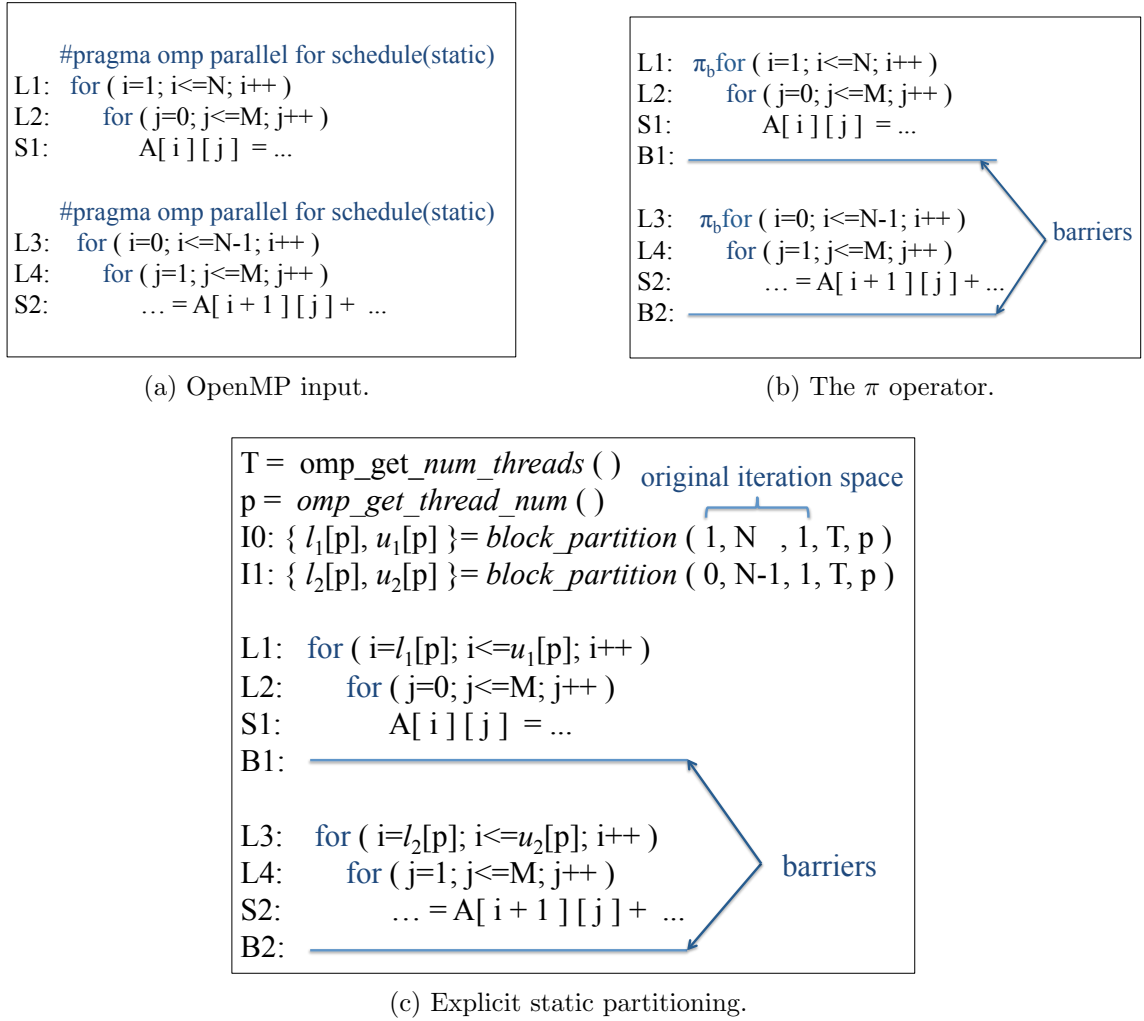 #pragma omp parallel for schedule(static)
L1: for ( i=1; i<=N; i++ )
L2: for ( j=0; j<=M; j++ )
S1: A[ i ] [ j ] = ...
#pragma omp parallel for schedule(static)
L3: for ( i=0; i<=N-1; i++ )
L4: for ( j=1; j<=M; j++ )
S2: … = A[ i + 1 ] [ j ] + ...
(a) OpenMP input.
L1: πbfor ( i=1; i<=N; i++ )
L2: for ( j=0; j<=M; j++ )
S1: A[ i ] [ j ] = ...
B1:
L3: πbfor ( i=0; i<=N-1; i++ )
L4: for ( j=1; j<=M; j++ )
S2: … = A[ i + 1 ] [ j ] + ...
B2:
barriers
(b) The π operator.
T = omp_get_num_threads ( )
p = omp_get_thread_num ( )
original iteration space
I0: { l1[p], u1[p] }= block_partition ( 1, N , 1, T, p )
I1: { l2[p], u2[p] }= block_partition ( 0, N-1, 1, T, p )
L1: for ( i=l1[p]; i<=u1[p]; i++ )
L2: for ( j=0; j<=M; j++ )
S1: A[ i ] [ j ] = ...
B1:
L3: for ( i=l2[p]; i<=u2[p]; i++ )
L4: for ( j=1; j<=M; j++ )
S2: … = A[ i + 1 ] [ j ] + ...
B2:
barriers
(c) Explicit static partitioning.